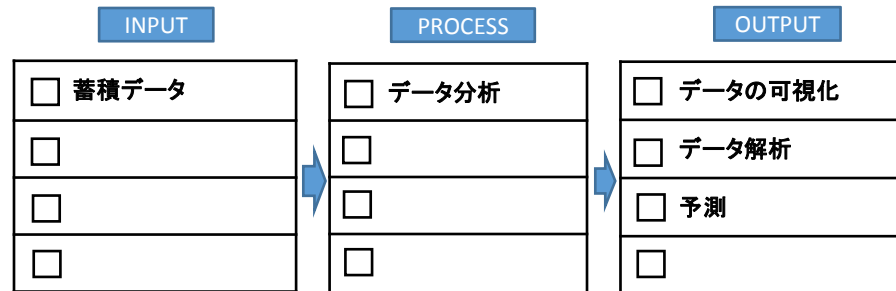 INPUT
PROCESS
OUTPUT
蓄積データ
データ分析
データの可視化
データ解析
予測